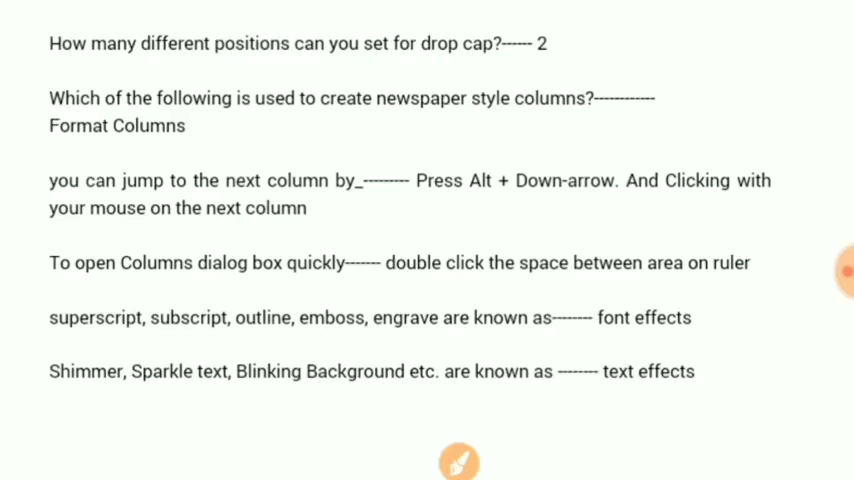 How many different positions can you set for drop cap?------ 2
Which of the following is used to create newspaper style columns?------------
Format Columns
you can jump to the next column by_--------- Press Alt + Down-arrow. And Clicking with
your mouse on the next column
To open Columns dialog box quickly------- double click the space between area on ruler
superscript, subscript, outline, emboss, engrave are known as-------- font effects
Shimmer, Sparkle text, Blinking Background etc. are known as -------- text effects